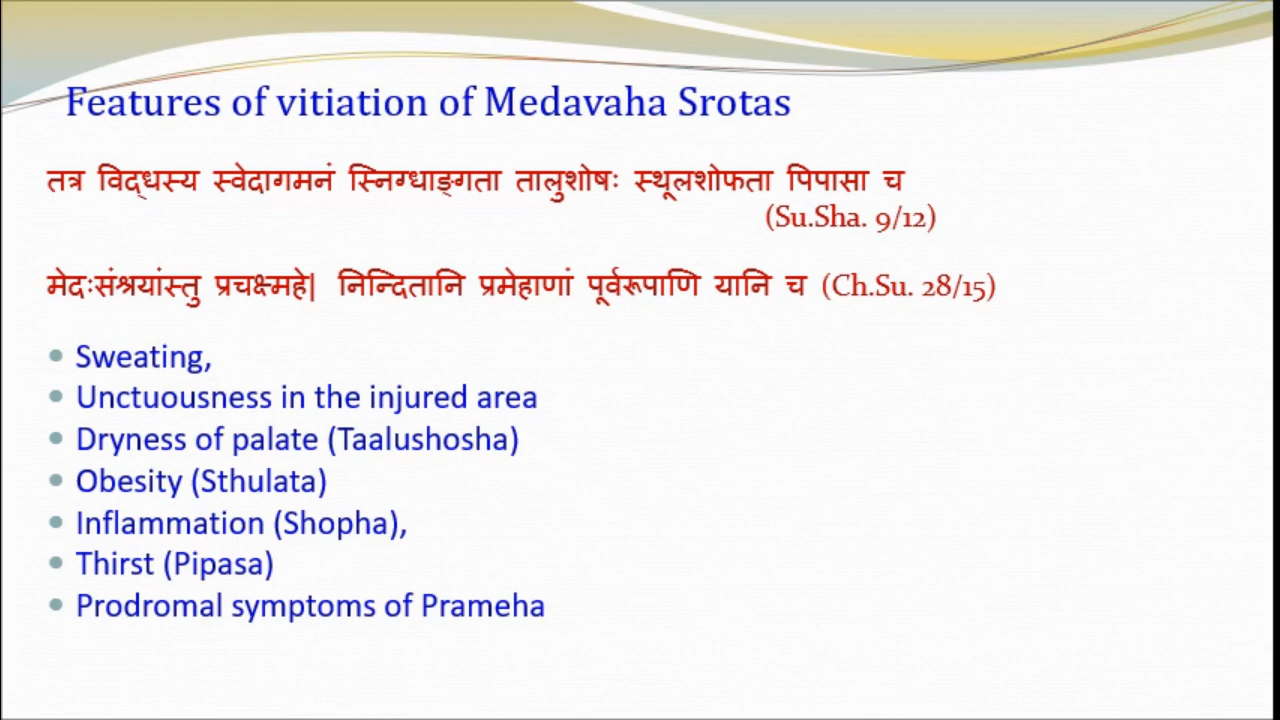 Features of vitiation of Medavaha Srotas
तत्र विद्धस्य स्वेदागमनं स्निग्धाङ्गता तालुशोषः स्थूलशोफता पिपासा च
(Su.Sha. 9/12)
मेदःसंश्रयांस्तु प्रचक्ष्महे| निन्दितानि प्रमेहाणां पूर्वरूपाणि यानि च (Ch.Su. 28/15)
• Sweating,
• Unctuousness in the injured area
• Dryness of palate (Taalushosha)
• Obesity (Sthulata)
• Inflammation (Shopha),
• Thirst (Pipasa)
• Prodromal symptoms of Prameha